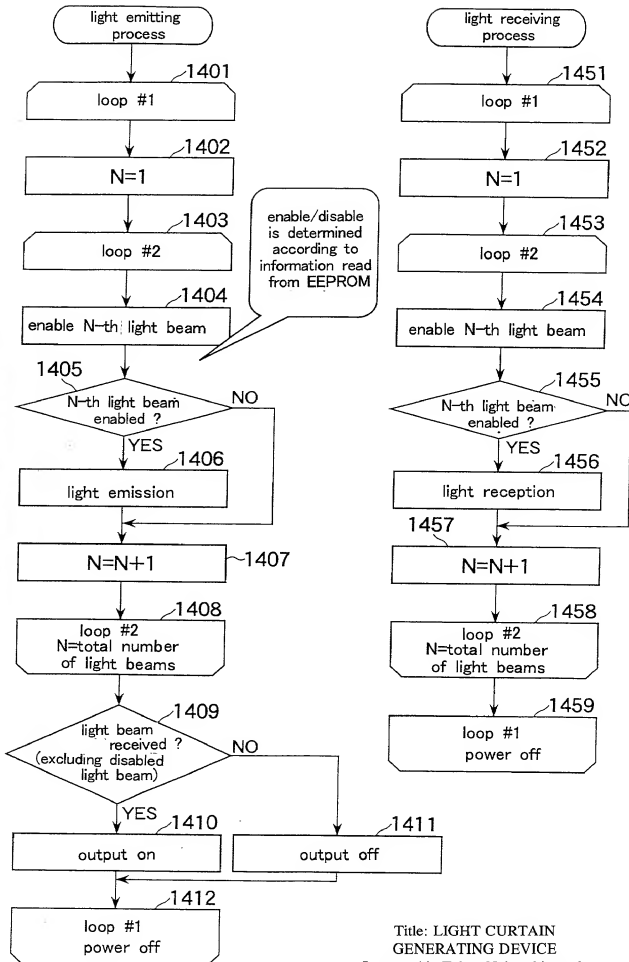 light emitting
process
1401
loop #1
1402
N=1
1403
loop #2
1404
enable N-th light beam
enable/disable
is determined
according to
information read
from EEPROM
1405
N-th light beam
enabled ?
NO
YES
1406
light emission
N=N+1
1407
1408
loop #2
N=total number
of light beams
1409
light beam
received ?
(excluding disabled
light beam)
NO
YES
1410
output on
1411
output off
1412
loop #1
power off
light receiving
process
1451
loop #1
1452
N=1
1453
loop #2
1454
enable N-th light beam
1455
N-th light beam
enabled ?
NO
YES
1456
light reception
1457
N=N+1
1458
loop #2
N=total number
of light beams
1459
loop #1
power off
Title: LIGHT CURTAIN
GENERATING DEVICE